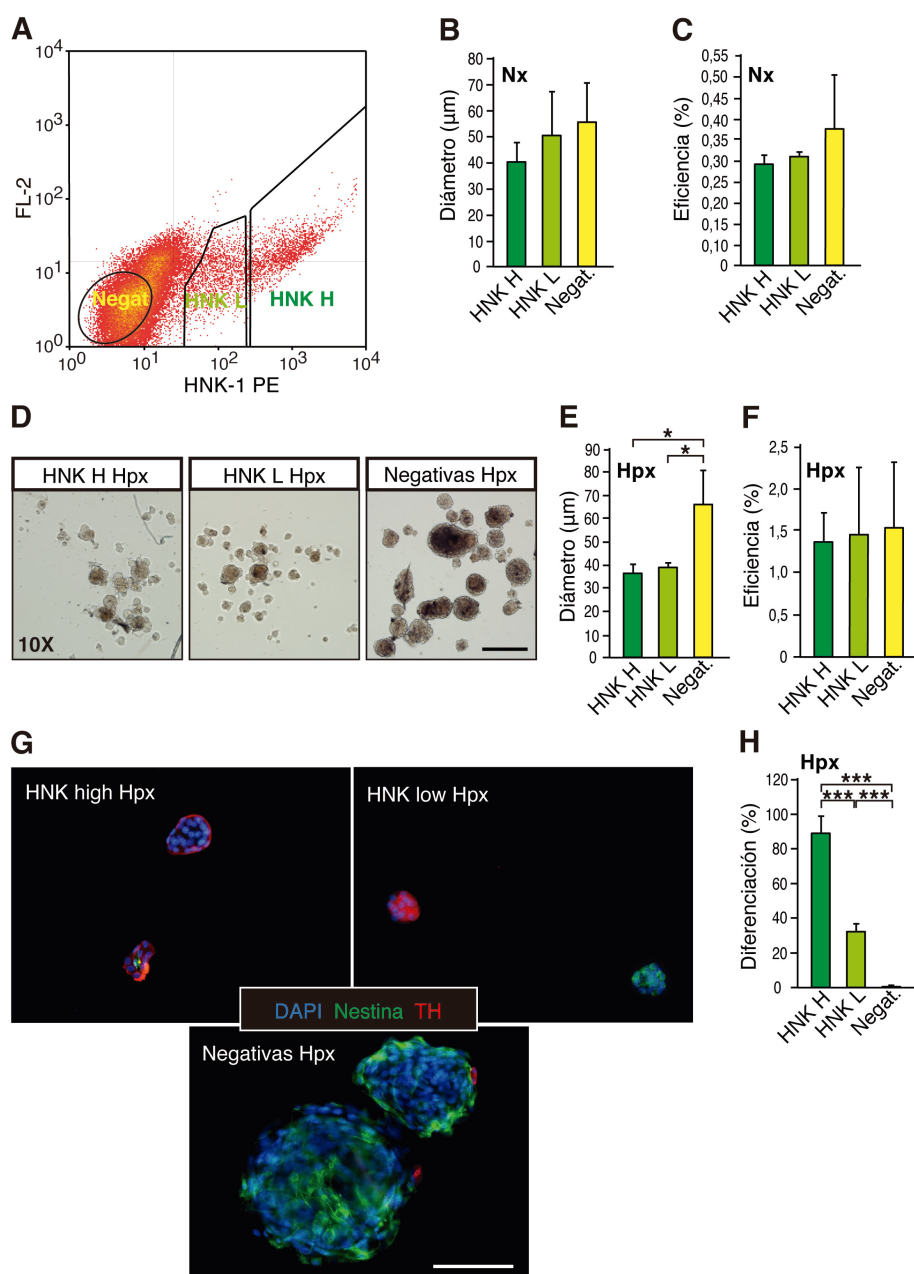 A
10⁴
10³
10²
10¹
10⁰
FL-2
Negat
HNK L
HNK H
10⁰ 10¹ 10² 10³ 10⁴
HNK-1 PE
B
Nx
Diámetro (µm)
80
70
60
50
40
30
20
10
0
HNK H
HNK L
Negat.
C
Nx
Eficiencia (%)
0,55
0,40
0,35
0,30
0,25
0,20
0,15
0,10
0,00
HNK H
HNK L
Negat.
D
HNK H Hpx
HNK L Hpx
Negativas Hpx
10X
E
Hpx
Diámetro (µm)
90
80
70
60
50
40
30
20
10
0
*
*
HNK H
HNK L
Negat.
F
Hpx
Eficiencia (%)
2,5
2,0
1,5
1,0
0,5
0
HNK H
HNK L
Negat.
G
HNK high Hpx
HNK low Hpx
DAPI Nestina TH
Negativas Hpx
H
Hpx
Diferenciación (%)
120
100
80
60
40
20
0
***
*** ***
HNK H
HNK L
Negat.